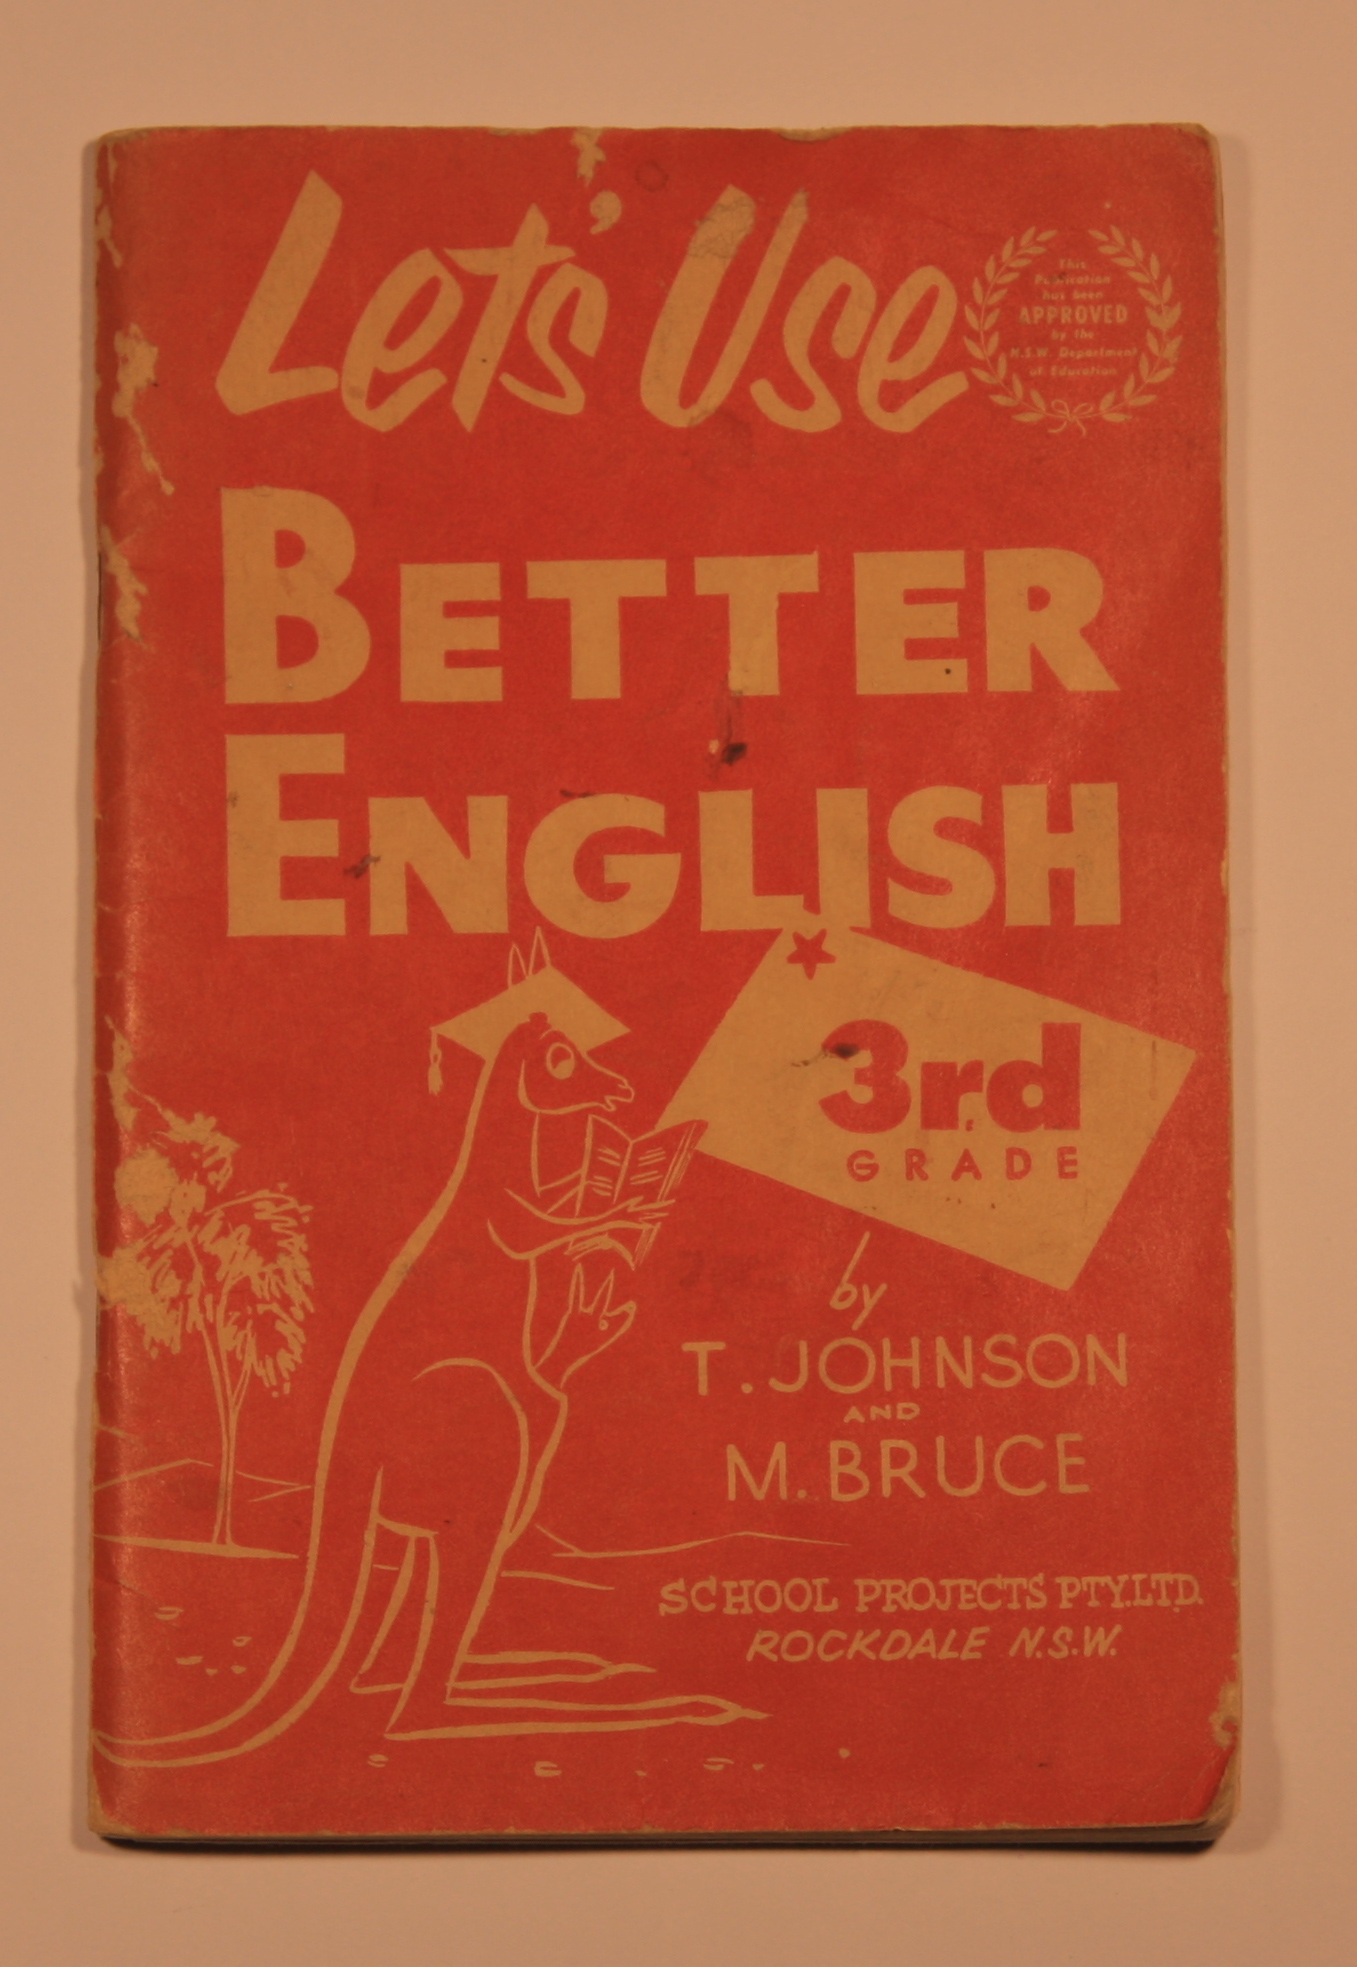 Lets' Use
This
Publication
has been
APPROVED
by the
N.S.W. Department
of Education
BETTER
ENGLISH
3rd
GRADE
by
T. JOHNSON
AND
M. BRUCE
SCHOOL PROJECTS PTY.LTD.
ROCKDALE N.S.W.